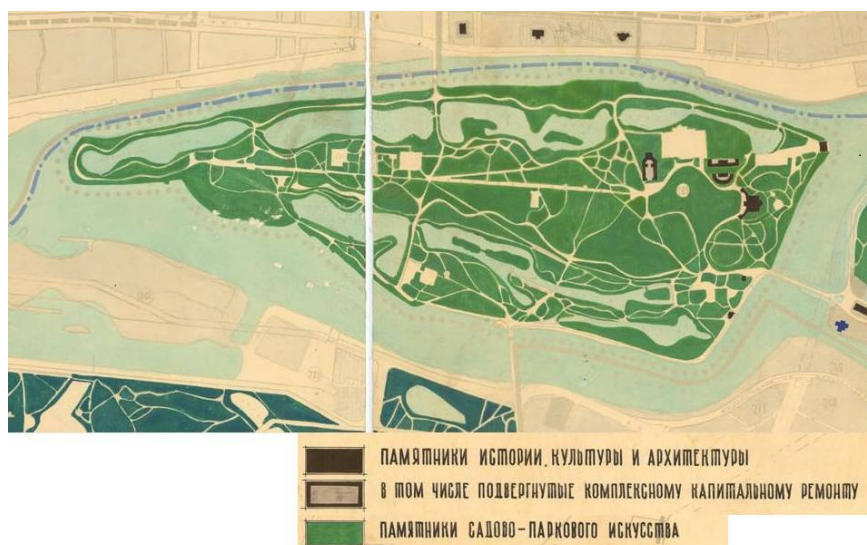 ПАМЯТНИКИ ИСТОРИИ, КУЛЬТУРЫ И АРХИТЕКТУРЫ
В ТОМ ЧИСЛЕ ПОДВЕРГНУТЫЕ КОМПЛЕКСНОМУ КАПИТАЛЬНОМУ РЕМОНТУ
ПАМЯТНИКИ САДОВО-ПАРКОВОГО ИСКУССТВА